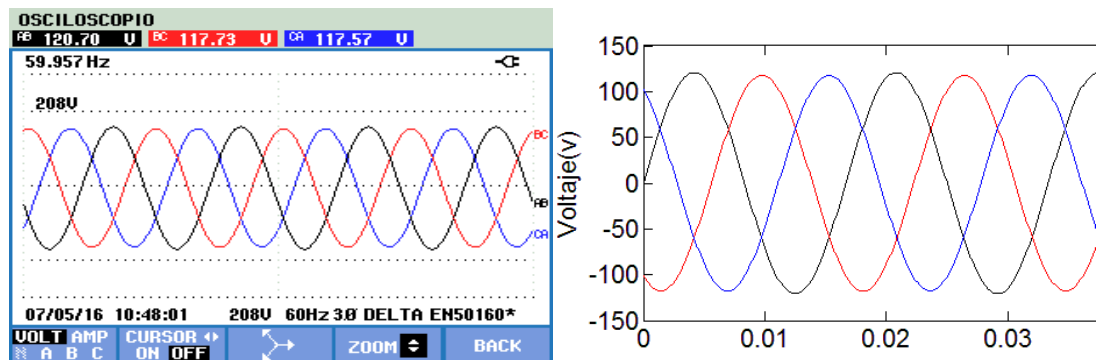 OSCILOSCOPIO
AB 120.70 V BC 117.73 V CA 117.57 V
59.957 Hz
208V
BC
AB
CA
07/05/16 10:48:01 208V 60Hz 3Ø DELTA EN50160*
VOLT AMP CURSOR ZOOM BACK
A B C ON OFF
150
100
50
0
-50
-100
-150
Voltaje(v)
0 0.01 0.02 0.03